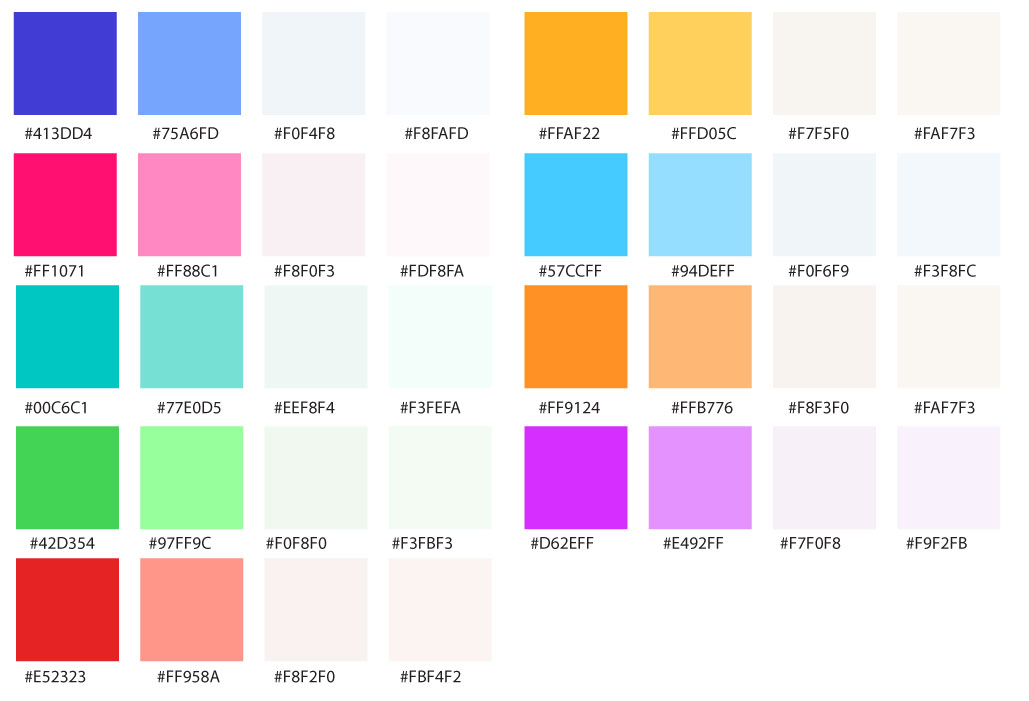 #413DD4 #75A6FD #F0F4F8 #F8FAFD #FFAF22 #FFD05C #F7F5F0 #FAF7F3
#FF1071 #FF88C1 #F8F0F3 #FDF8FA #57CCFF #94DEFF #F0F6F9 #F3F8FC
#00C6C1 #77E0D5 #EEF8F4 #F3FEFA #FF9124 #FFB776 #F8F3F0 #FAF7F3
#42D354 #97FF9C #F0F8F0 #F3FBF3 #D62EFF #E492FF #F7F0F8 #F9F2FB
#E52323 #FF958A #F8F2F0 #FBF4F2